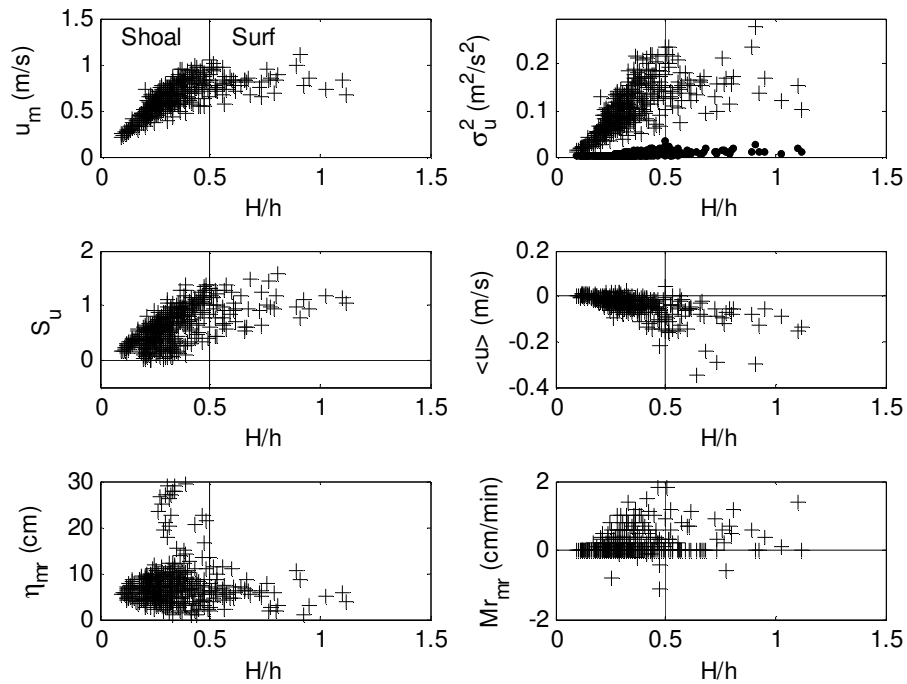 1.5
1
0.5
0
u_m (m/s)
Shoal Surf
0 0.5 1 1.5
H/h
0.2
0.1
0
σ_u^2 (m^2/s^2)
0 0.5 1 1.5
H/h
2
1
0
S_u
0 0.5 1 1.5
H/h
0.2
0
-0.2
-0.4
<u> (m/s)
0 0.5 1 1.5
H/h
30
20
10
0
η_mr (cm)
0 0.5 1 1.5
H/h
2
0
-2
Mr_mr (cm/min)
0 0.5 1 1.5
H/h